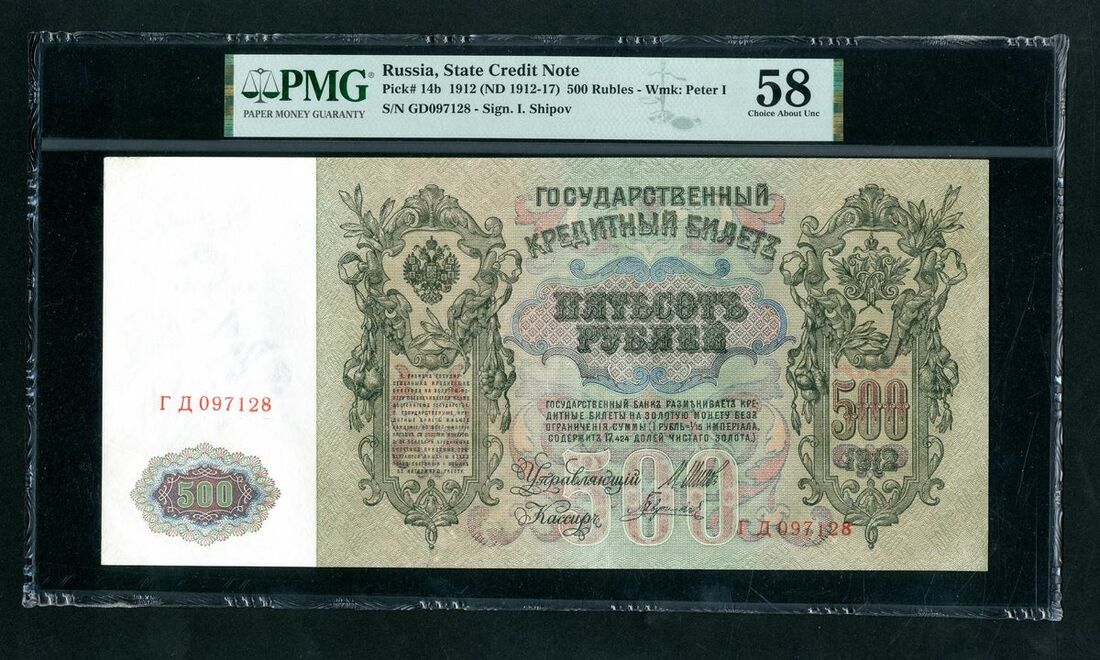 PMG®
PAPER MONEY GUARANTY
Russia, State Credit Note
Pick# 14b 1912 (ND 1912-17) 500 Rubles - Wmk: Peter I
S/N GD097128 - Sign. I. Shipov
58
Choice About Unc
ГОСУДАРСТВЕННЫЙ
КРЕДИТНЫЙ БИЛЕТЪ
ПЯТЬСОТЪ
РУБЛЕЙ
ГОСУДАРСТВЕННЫЙ БАНКЪ РАЗМѢНИВАЕТЪ КРЕ-
ДИТНЫЕ БИЛЕТЫ НА ЗОЛОТУЮ МОНЕТУ БЕЗЪ
ОГРАНИЧЕНІЯ СУММЫ (1 РУБЛЬ=1/15 ИМПЕРІАЛА,
СОДЕРЖИТЪ 17,424 ДОЛЕЙ ЧИСТАГО ЗОЛОТА.)
500
1912
ГД 097128
500
500
Управляющій
Кассиръ
ГД 097128